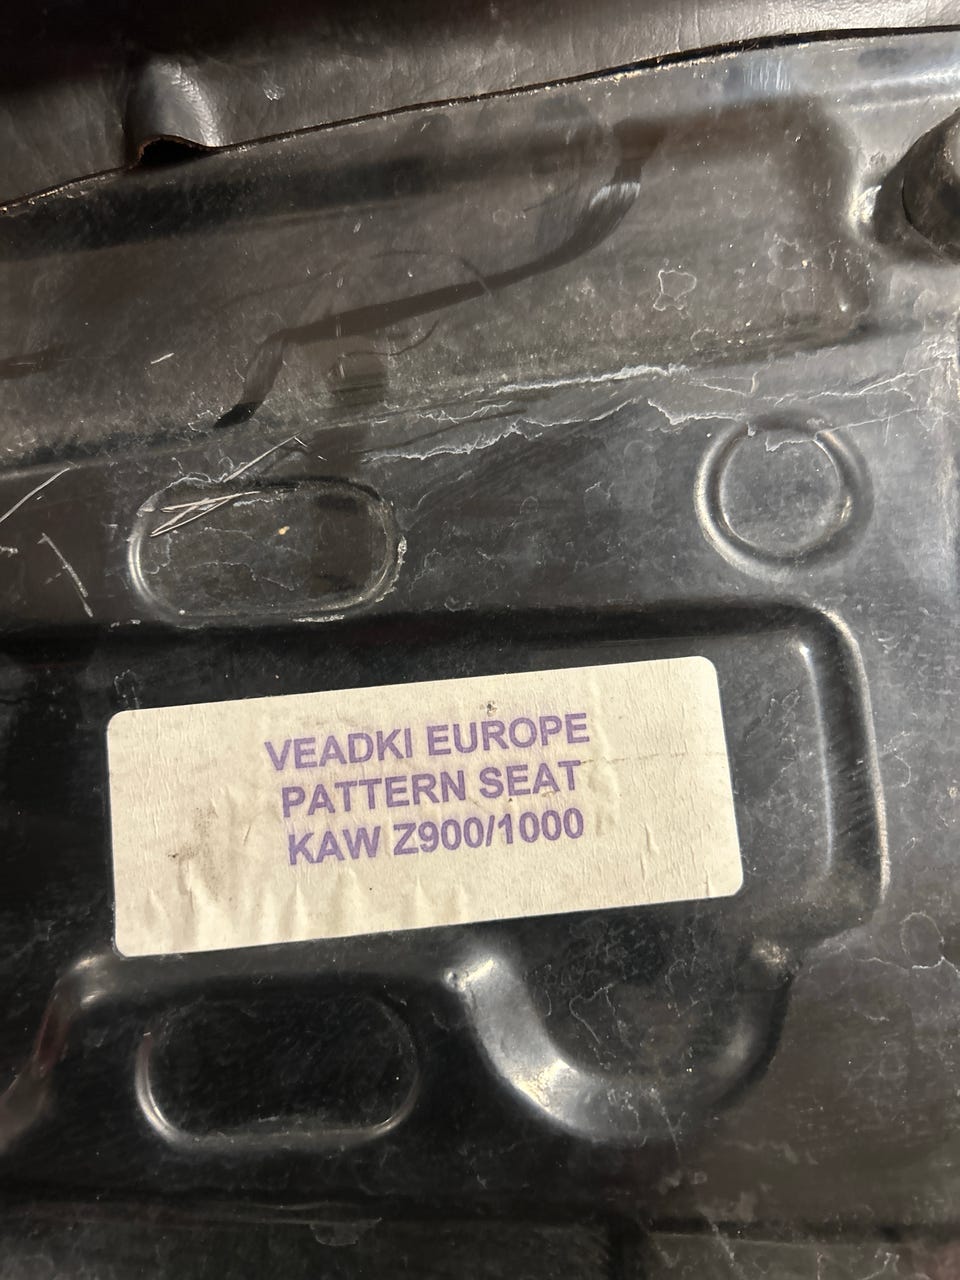 VEADKI EUROPE
PATTERN SEAT
KAW Z900/1000